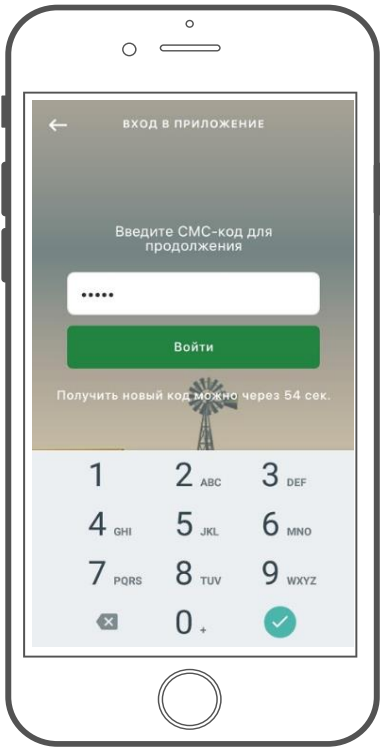 ВХОД В ПРИЛОЖЕНИЕ
Введите СМС-код для
продолжения
•••••
Войти
Получить новый код можно через 54 сек.
1 2 ABC 3 DEF
4 GHI 5 JKL 6 MNO
7 PQRS 8 TUV 9 WXYZ
0 +